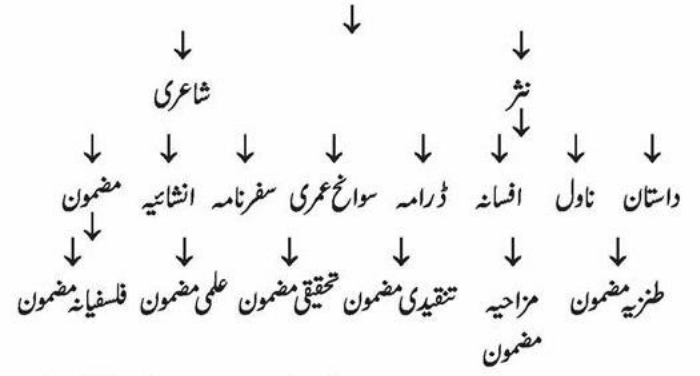 نثر شاعری
داستان ناول افسانہ ڈرامہ سوانح عمری سفرنامہ انشائیہ مضمون
طنزیہ مضمون مزاحیہ مضمون تنقیدی مضمون تحقیقی مضمون علمی مضمون فلسفیانہ مضمون